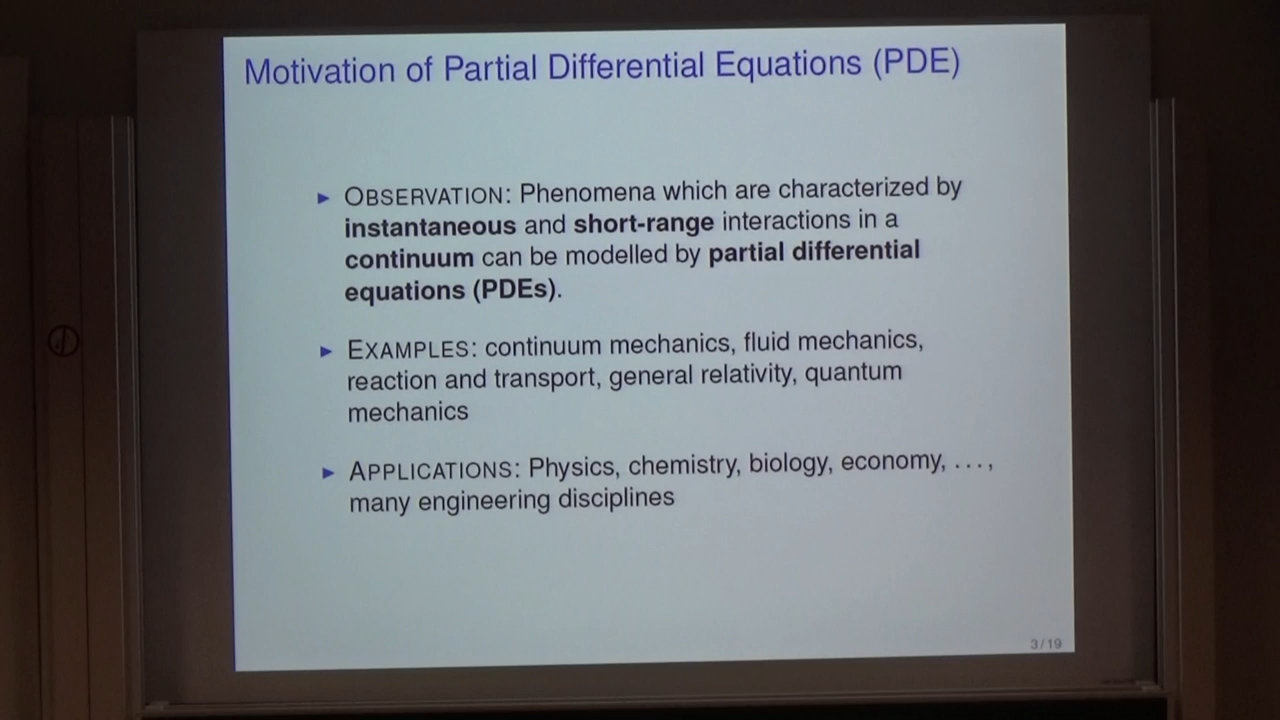 Motivation of Partial Differential Equations (PDE)
► OBSERVATION: Phenomena which are characterized by
instantaneous and short-range interactions in a
continuum can be modelled by partial differential
equations (PDEs).
► EXAMPLES: continuum mechanics, fluid mechanics,
reaction and transport, general relativity, quantum
mechanics
► APPLICATIONS: Physics, chemistry, biology, economy, ...,
many engineering disciplines
3/19